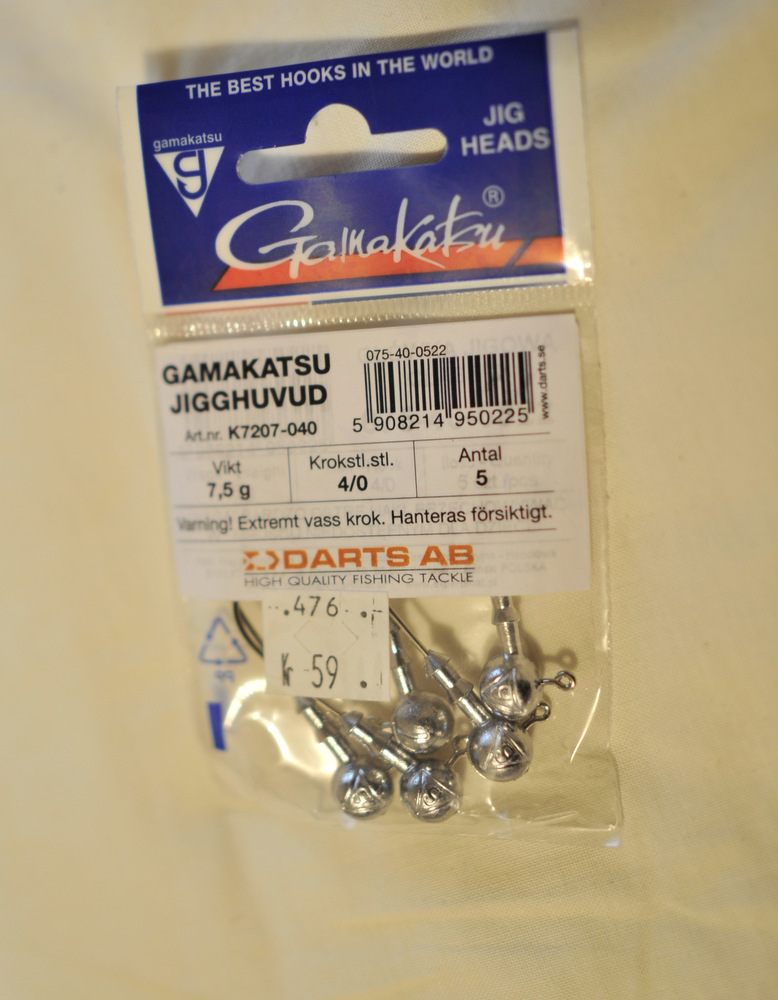 THE BEST HOOKS IN THE WORLD
gamakatsu
JIG
HEADS
Gamakatsu®
GAMAKATSU
JIGGHUVUD
Art.nr. K7207-040
075-40-0522
5 908214 950225
www.darts.se
Vikt
7,5 g
Krokstl.stl.
4/0
Antal
5
Varning! Extremt vass krok. Hanteras försiktigt.
DARTS AB
HIGH QUALITY FISHING TACKLE
.476.-
Kr 59.